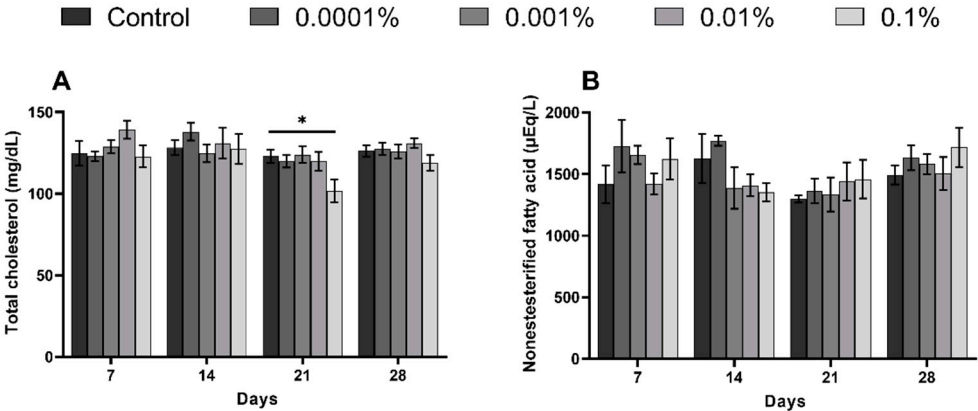 Control 0.0001% 0.001% 0.01% 0.1%
A
Total cholesterol (mg/dL)
150
100
50
0
*
7 14 21 28
Days
B
Nonestesterified fatty acid (μEq/L)
2000
1500
1000
500
0
7 14 21 28
Days